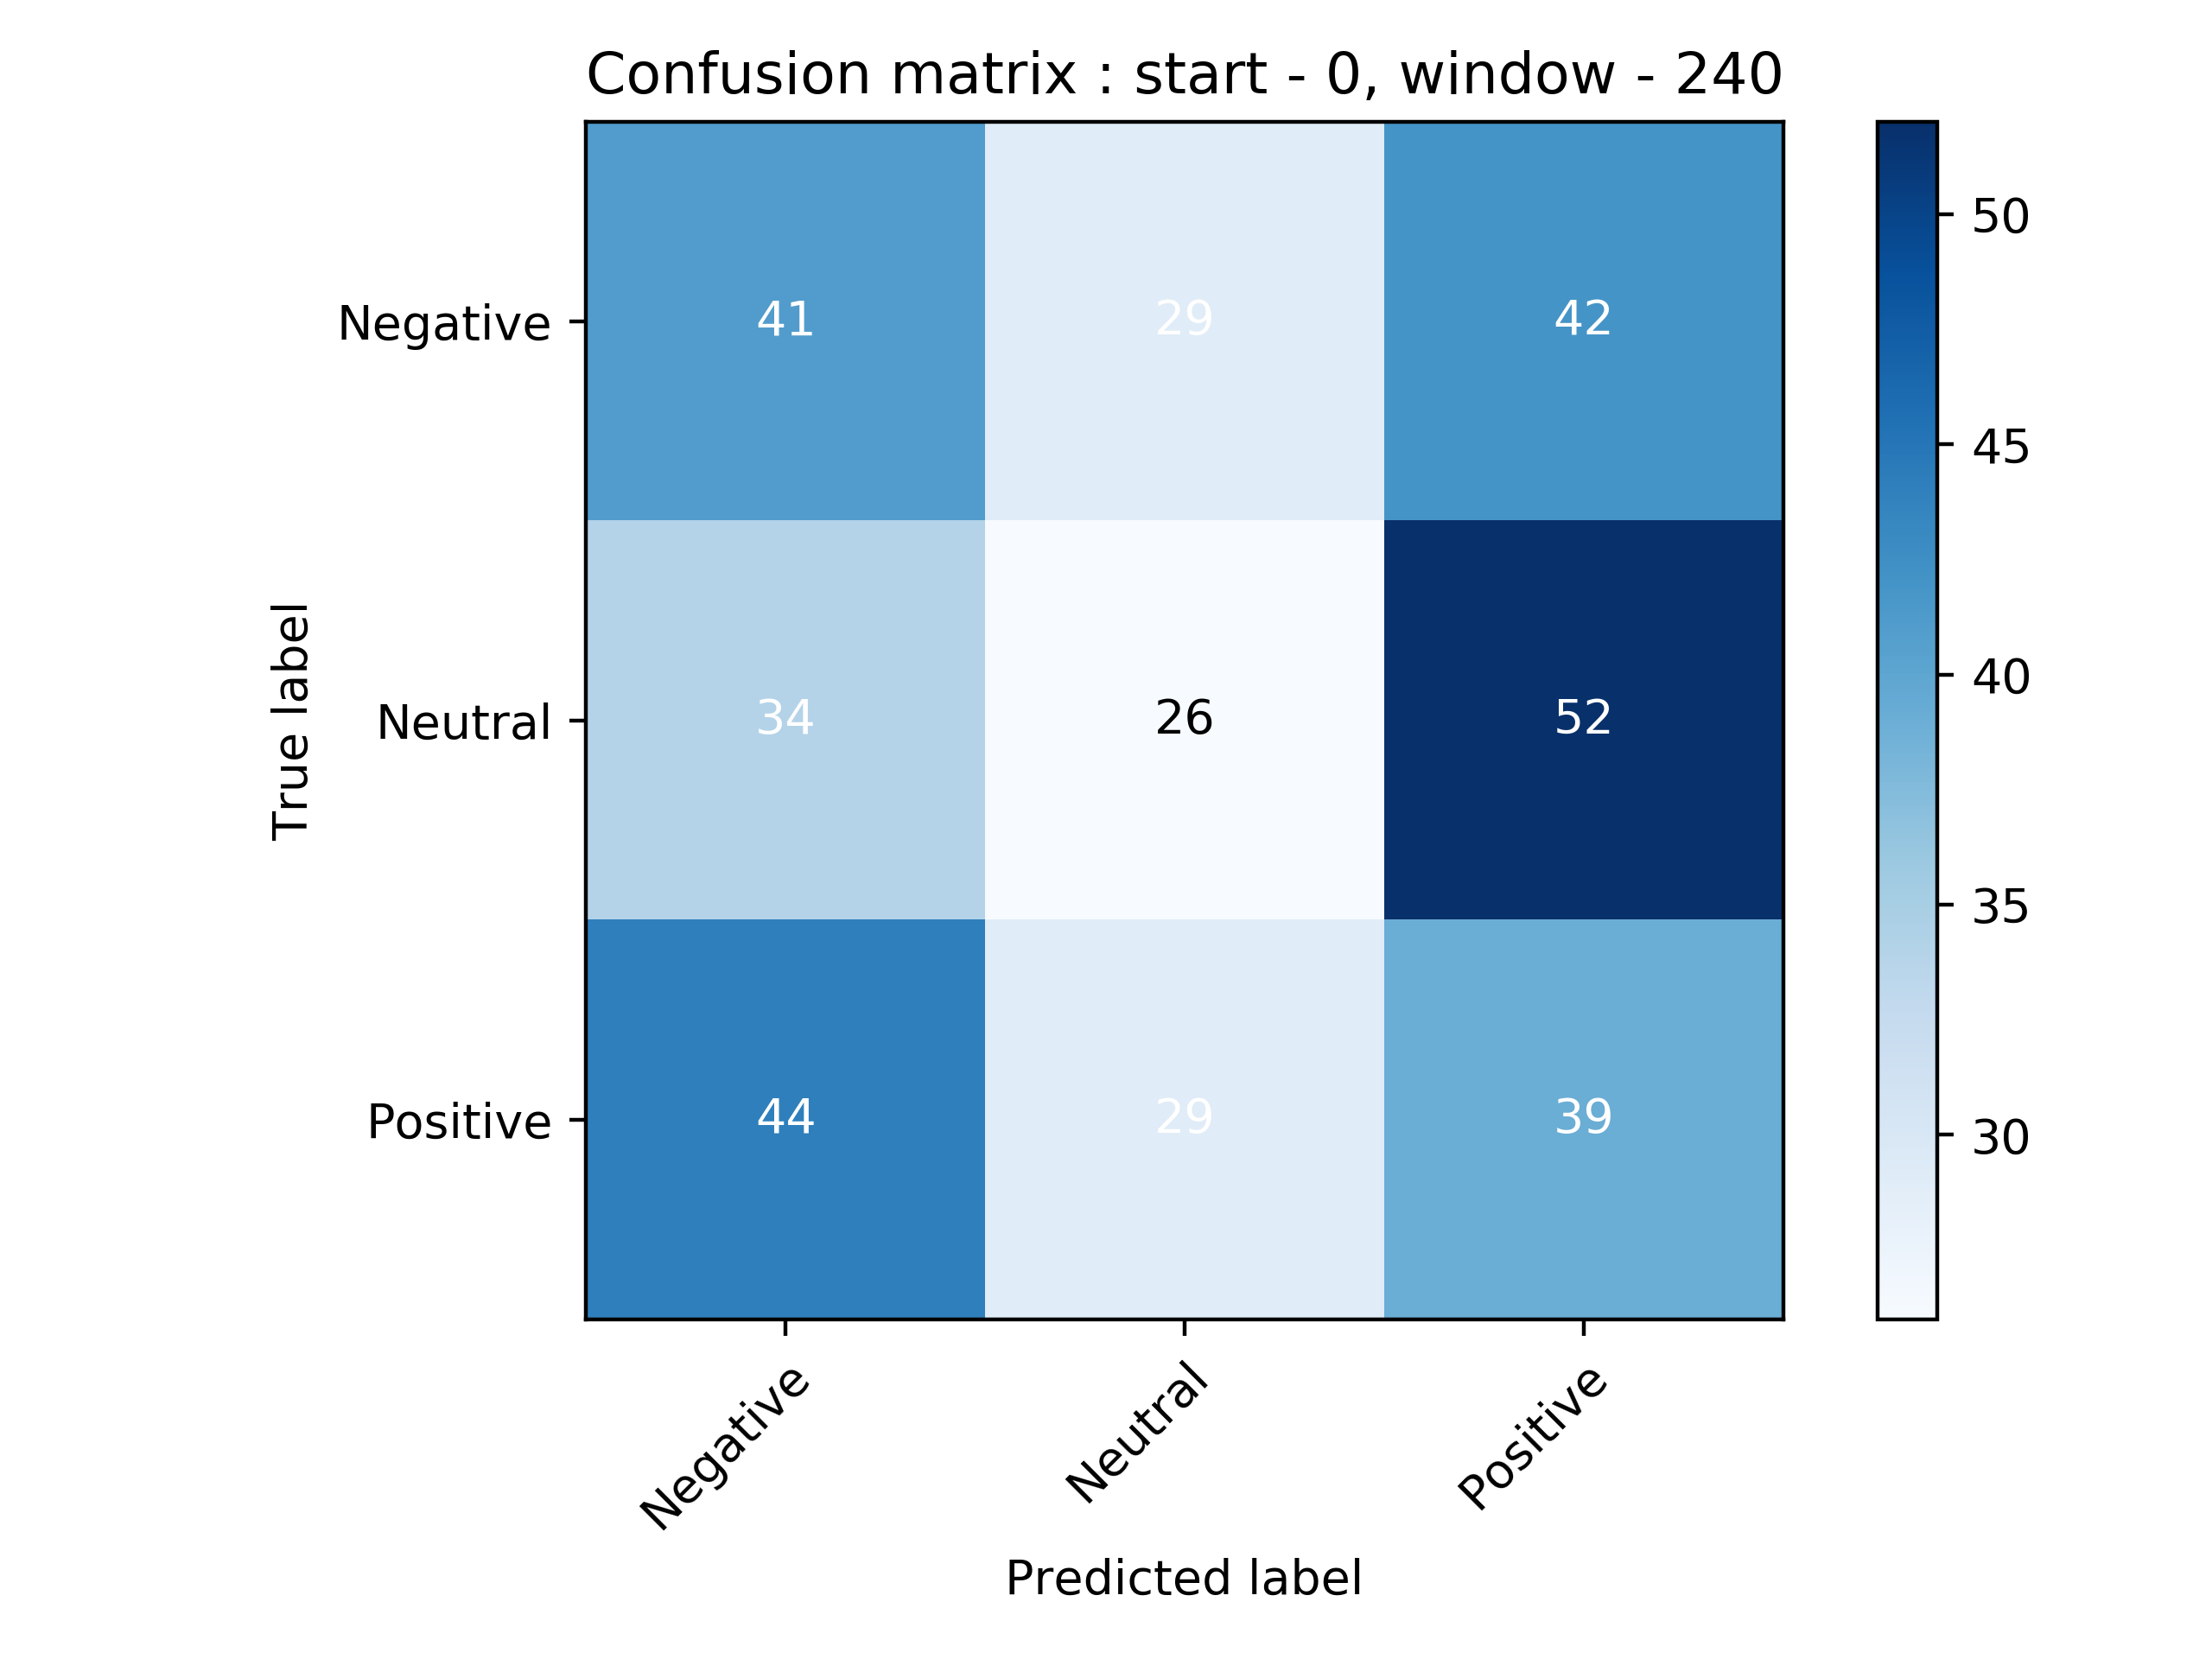 Confusion matrix : start - 0, window - 240
True label
Negative
41 29 42
Neutral
34 26 52
Positive
44 29 39
Negative Neutral Positive
Predicted label
50
45
40
35
30